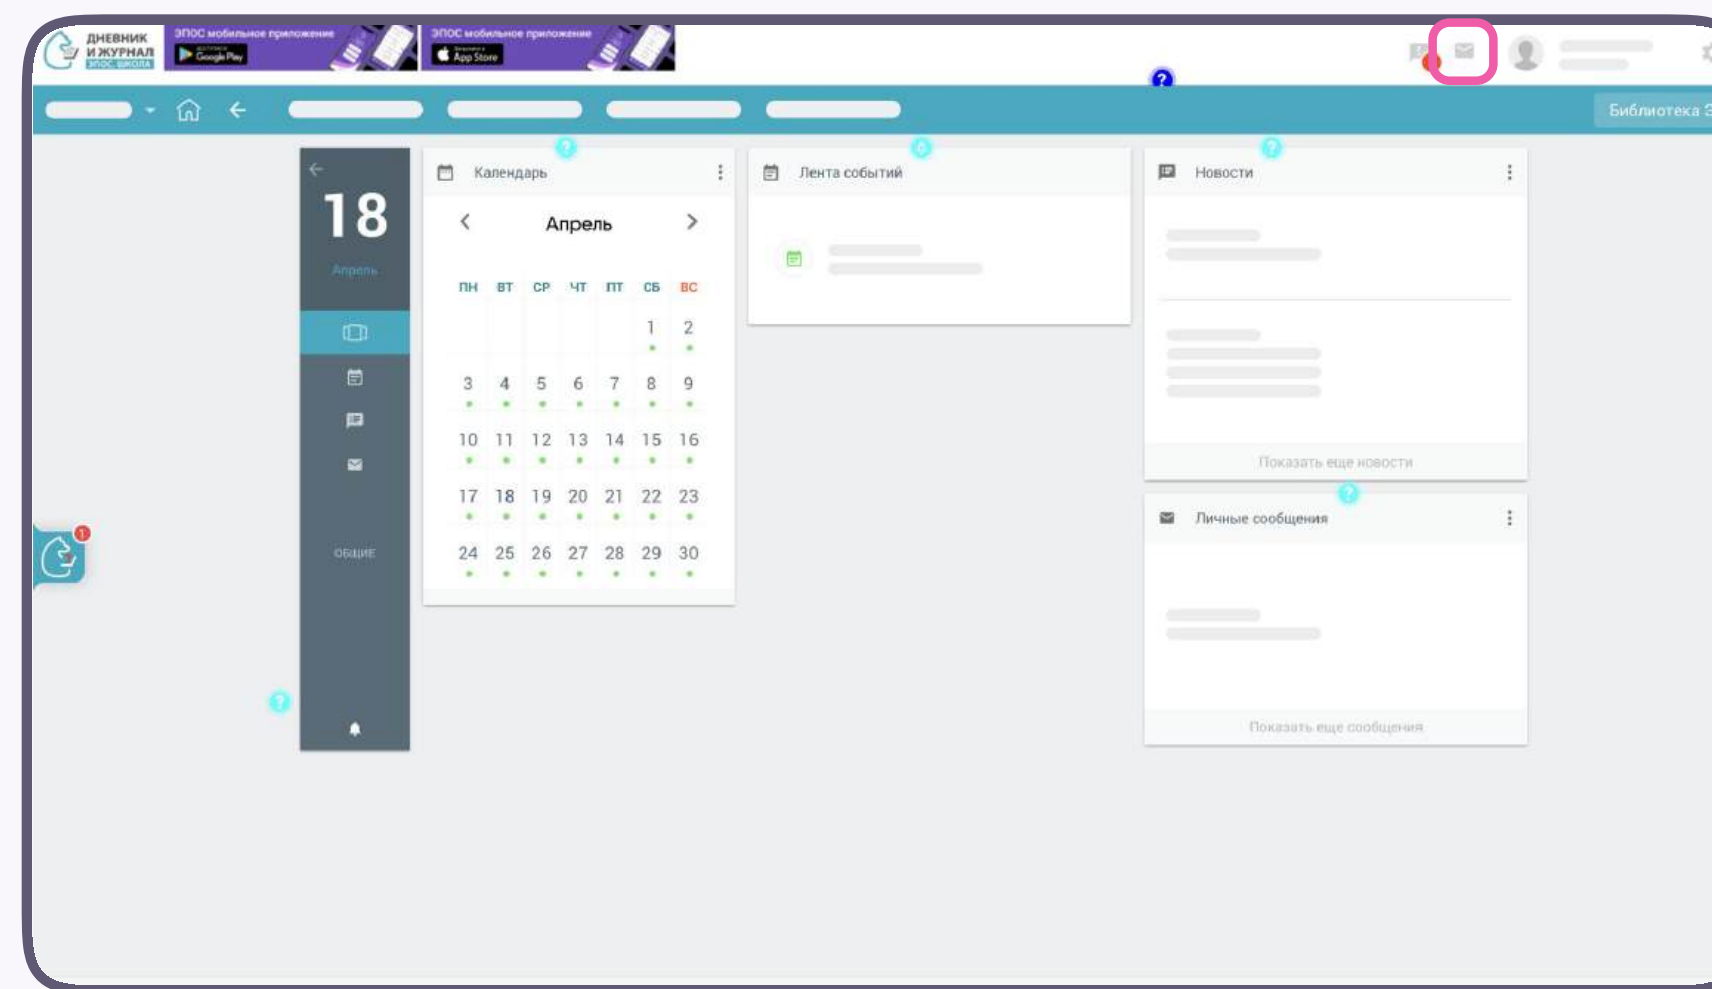 ДНЕВНИК
И ЖУРНАЛ
ЭПОС.ШКОЛА
ЭПОС мобильное приложение
Google Play
ЭПОС мобильное приложение
App Store
?
Библиотека Э
18
Апрель
ОБЩИЕ
1
?
?
Календарь
Апрель
ПН ВТ СР ЧТ ПТ СБ ВС
1 2
3 4 5 6 7 8 9
10 11 12 13 14 15 16
17 18 19 20 21 22 23
24 25 26 27 28 29 30
Лента событий
?
Новости
Показать еще новости
?
Личные сообщения
Показать еще сообщения